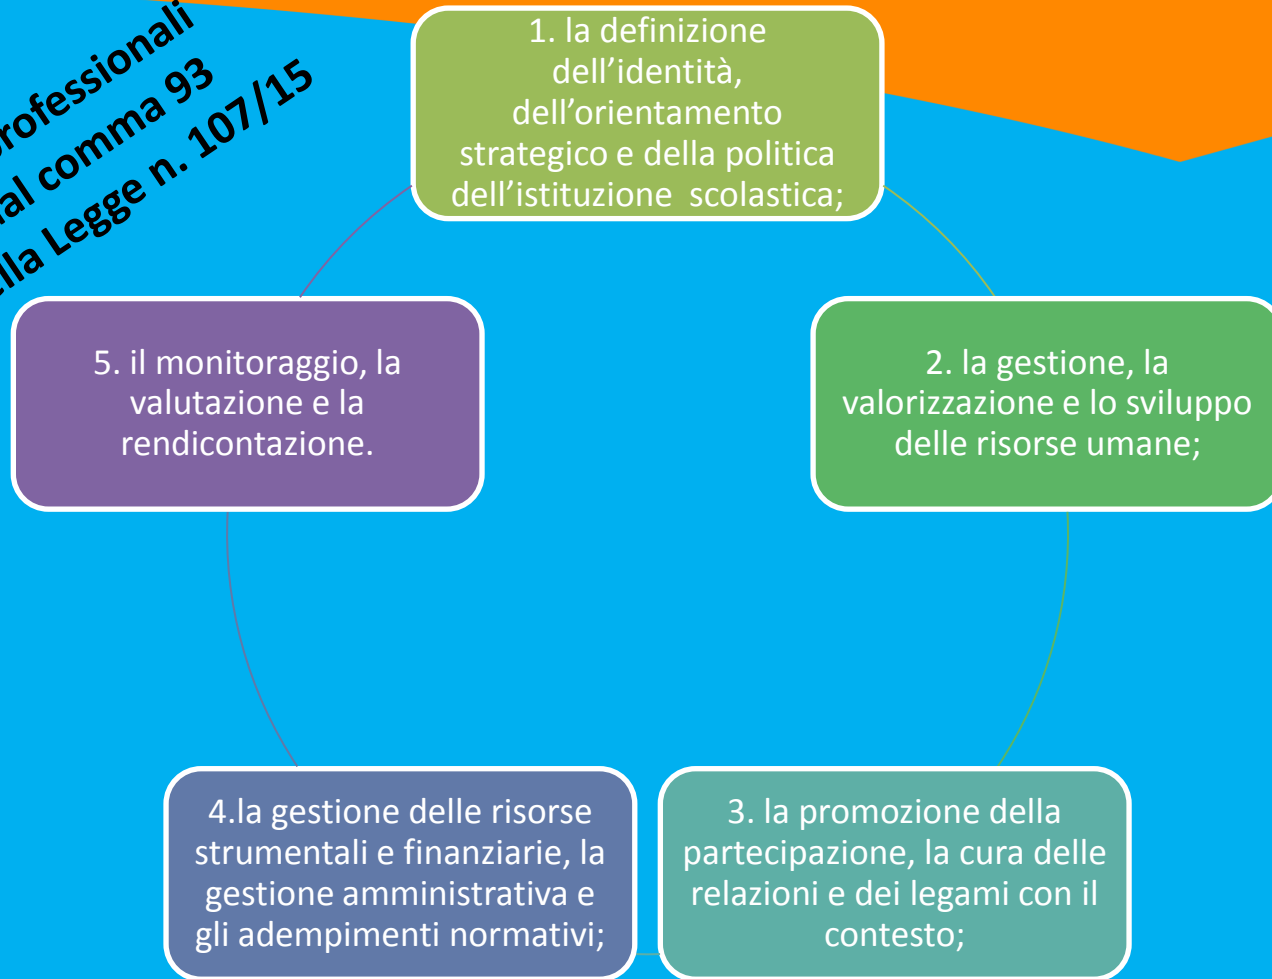 professionali
dal comma 93
della Legge n. 107/15
1. la definizione
dell’identità,
dell’orientamento
strategico e della politica
dell’istituzione  scolastica;
2. la gestione, la
valorizzazione e lo sviluppo
delle risorse umane;
3. la promozione della
partecipazione, la cura delle
relazioni e dei legami con il
contesto;
4.la gestione delle risorse
strumentali e finanziarie, la
gestione amministrativa e
gli adempimenti normativi;
5. il monitoraggio, la
valutazione e la
rendicontazione.